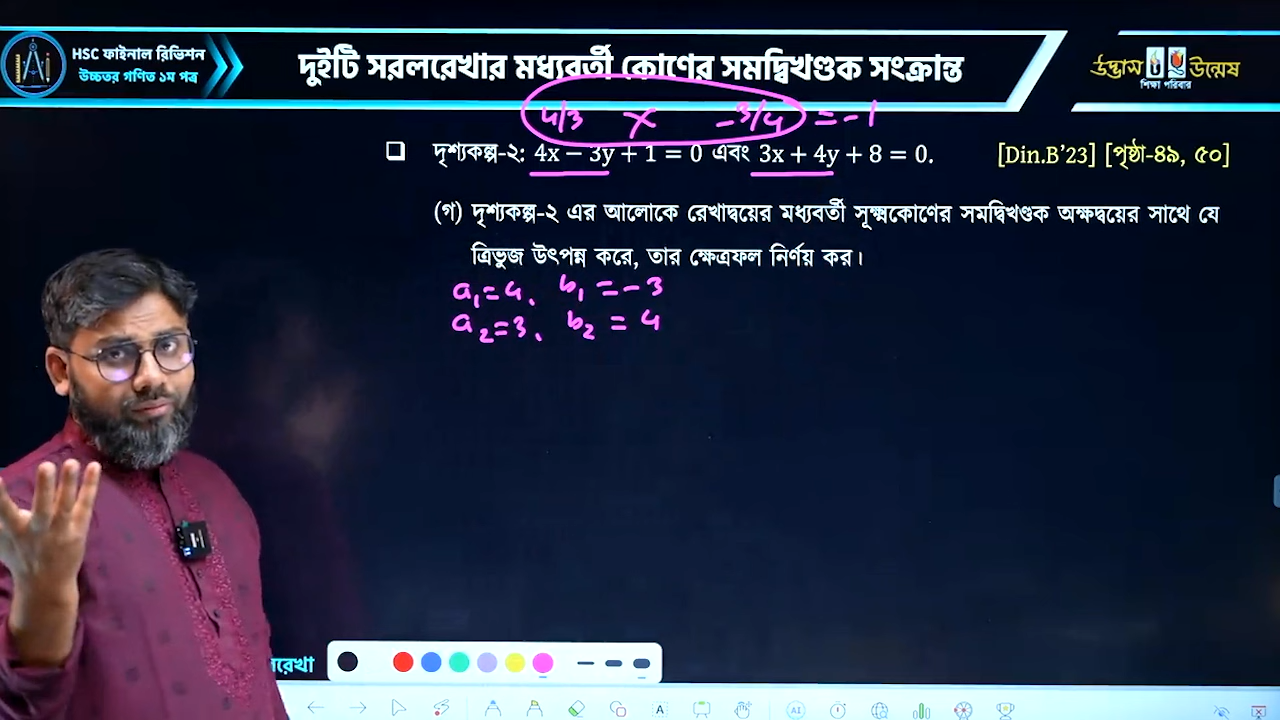 HSC ফাইনাল রিভিশন
উচ্চতর গণিত ১ম পত্র
দুইটি সরলরেখার মধ্যবর্তী কোণের সমদ্বিখণ্ডক সংক্রান্ত
উদ্ভাস উন্মেষ
শিক্ষা পরিবার
4/3 × -3/4 = -1
দৃশ্যকল্প-২: 4x − 3y + 1 = 0 এবং 3x + 4y + 8 = 0. [Din.B'23] [পৃষ্ঠা-৪৯, ৫০]
(গ) দৃশ্যকল্প-২ এর আলোকে রেখাদ্বয়ের মধ্যবর্তী সূক্ষ্মকোণের সমদ্বিখণ্ডক অক্ষদ্বয়ের সাথে যে
ত্রিভুজ উৎপন্ন করে, তার ক্ষেত্রফল নির্ণয় কর।
a₁=4, b₁ = -3
a₂=3, b₂ = 4
A
AI